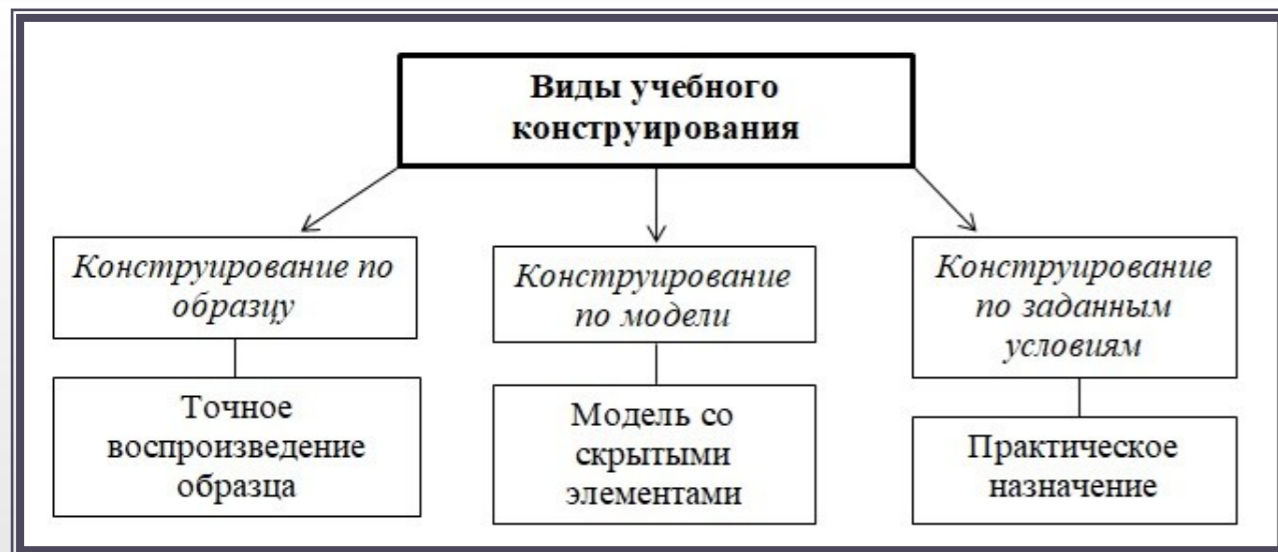 Виды учебного
конструирования
Конструирование по
образцу
Конструирование
по модели
Конструирование
по заданным
условиям
Точное
воспроизведение
образца
Модель со
скрытыми
элементами
Практическое
назначение